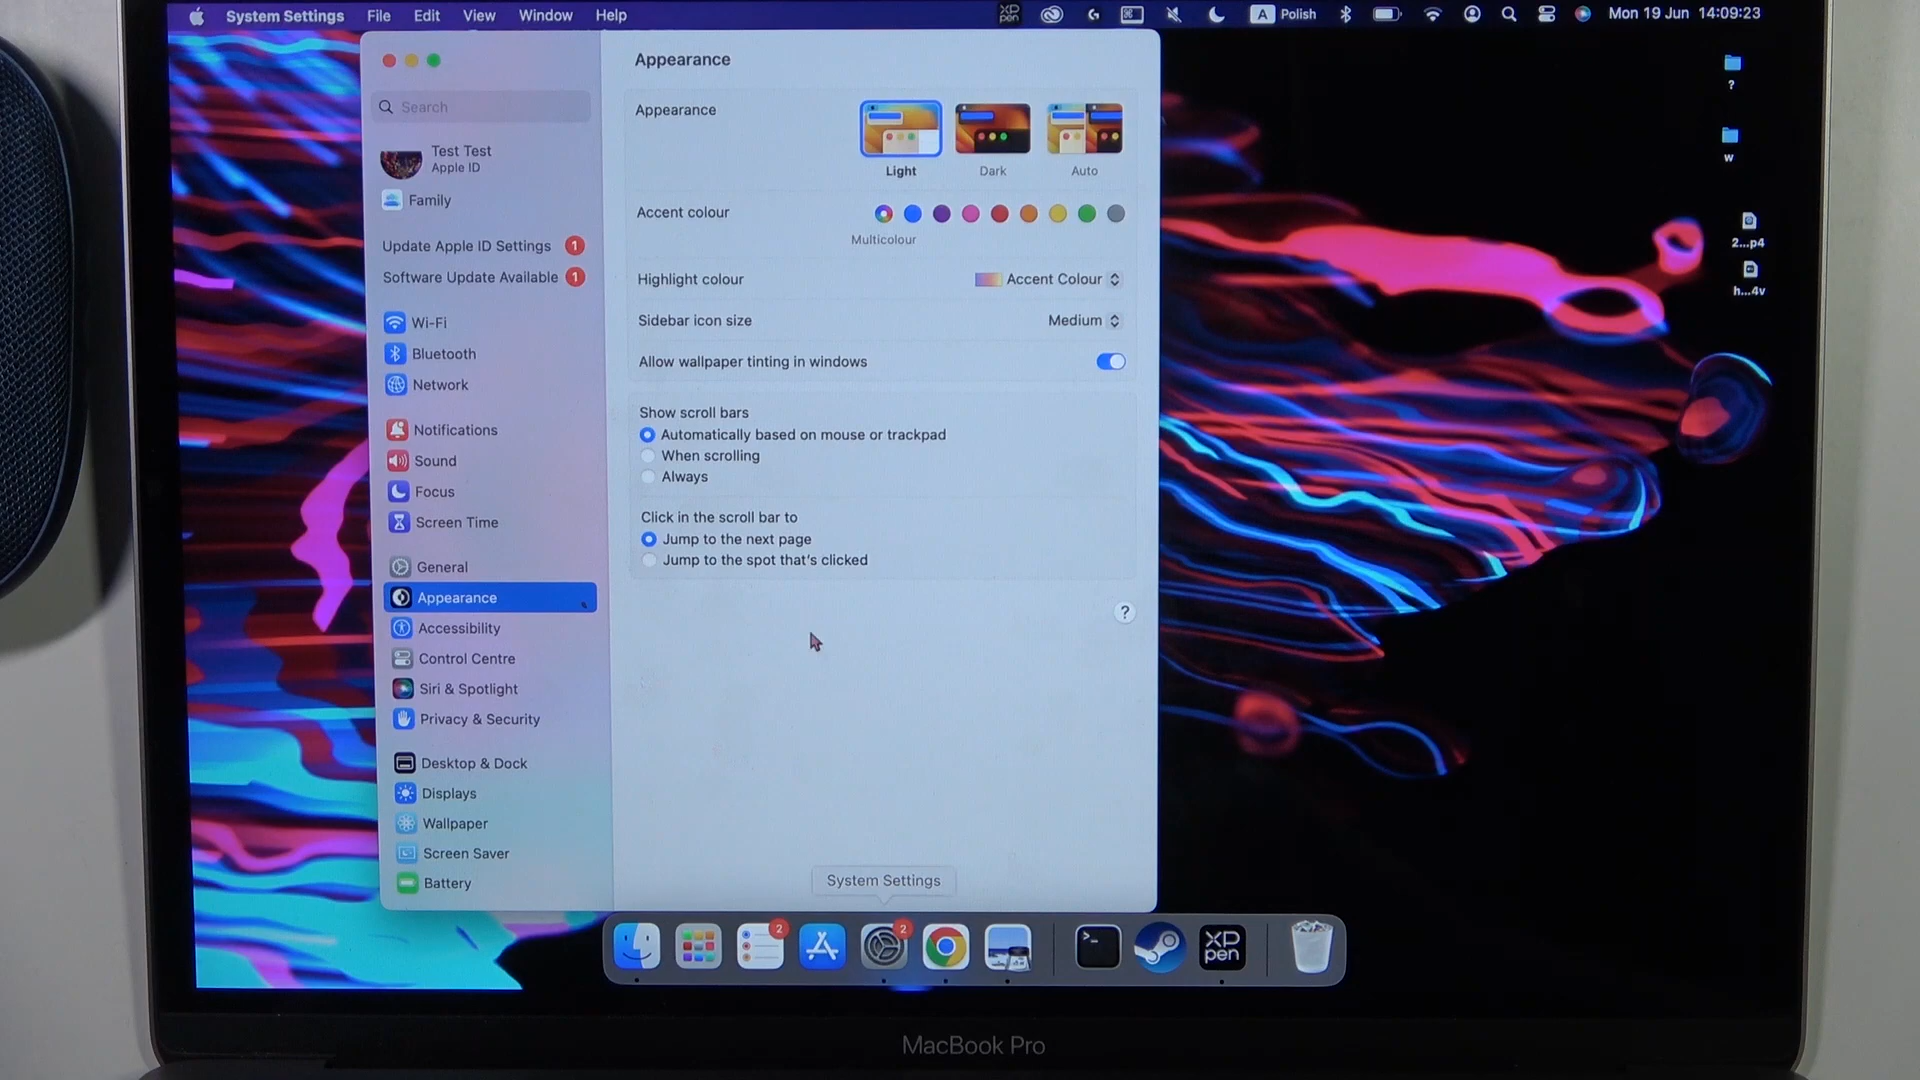 System Settings File Edit View Window Help
XP pen
A Polish
Mon 19 Jun 14:09:23
Search
Test Test
Apple ID
Family
Update Apple ID Settings 1
Software Update Available 1
Wi-Fi
Bluetooth
Network
Notifications
Sound
Focus
Screen Time
General
Appearance
Accessibility
Control Centre
Siri & Spotlight
Privacy & Security
Desktop & Dock
Displays
Wallpaper
Screen Saver
Battery
Appearance
Appearance
Light Dark Auto
Accent colour
Multicolour
Highlight colour Accent Colour
Sidebar icon size Medium
Allow wallpaper tinting in windows
Show scroll bars
Automatically based on mouse or trackpad
When scrolling
Always
Click in the scroll bar to
Jump to the next page
Jump to the spot that's clicked
?
System Settings
?
w
2...p4
h...4v
2
2
>_
XP
pen
MacBook Pro